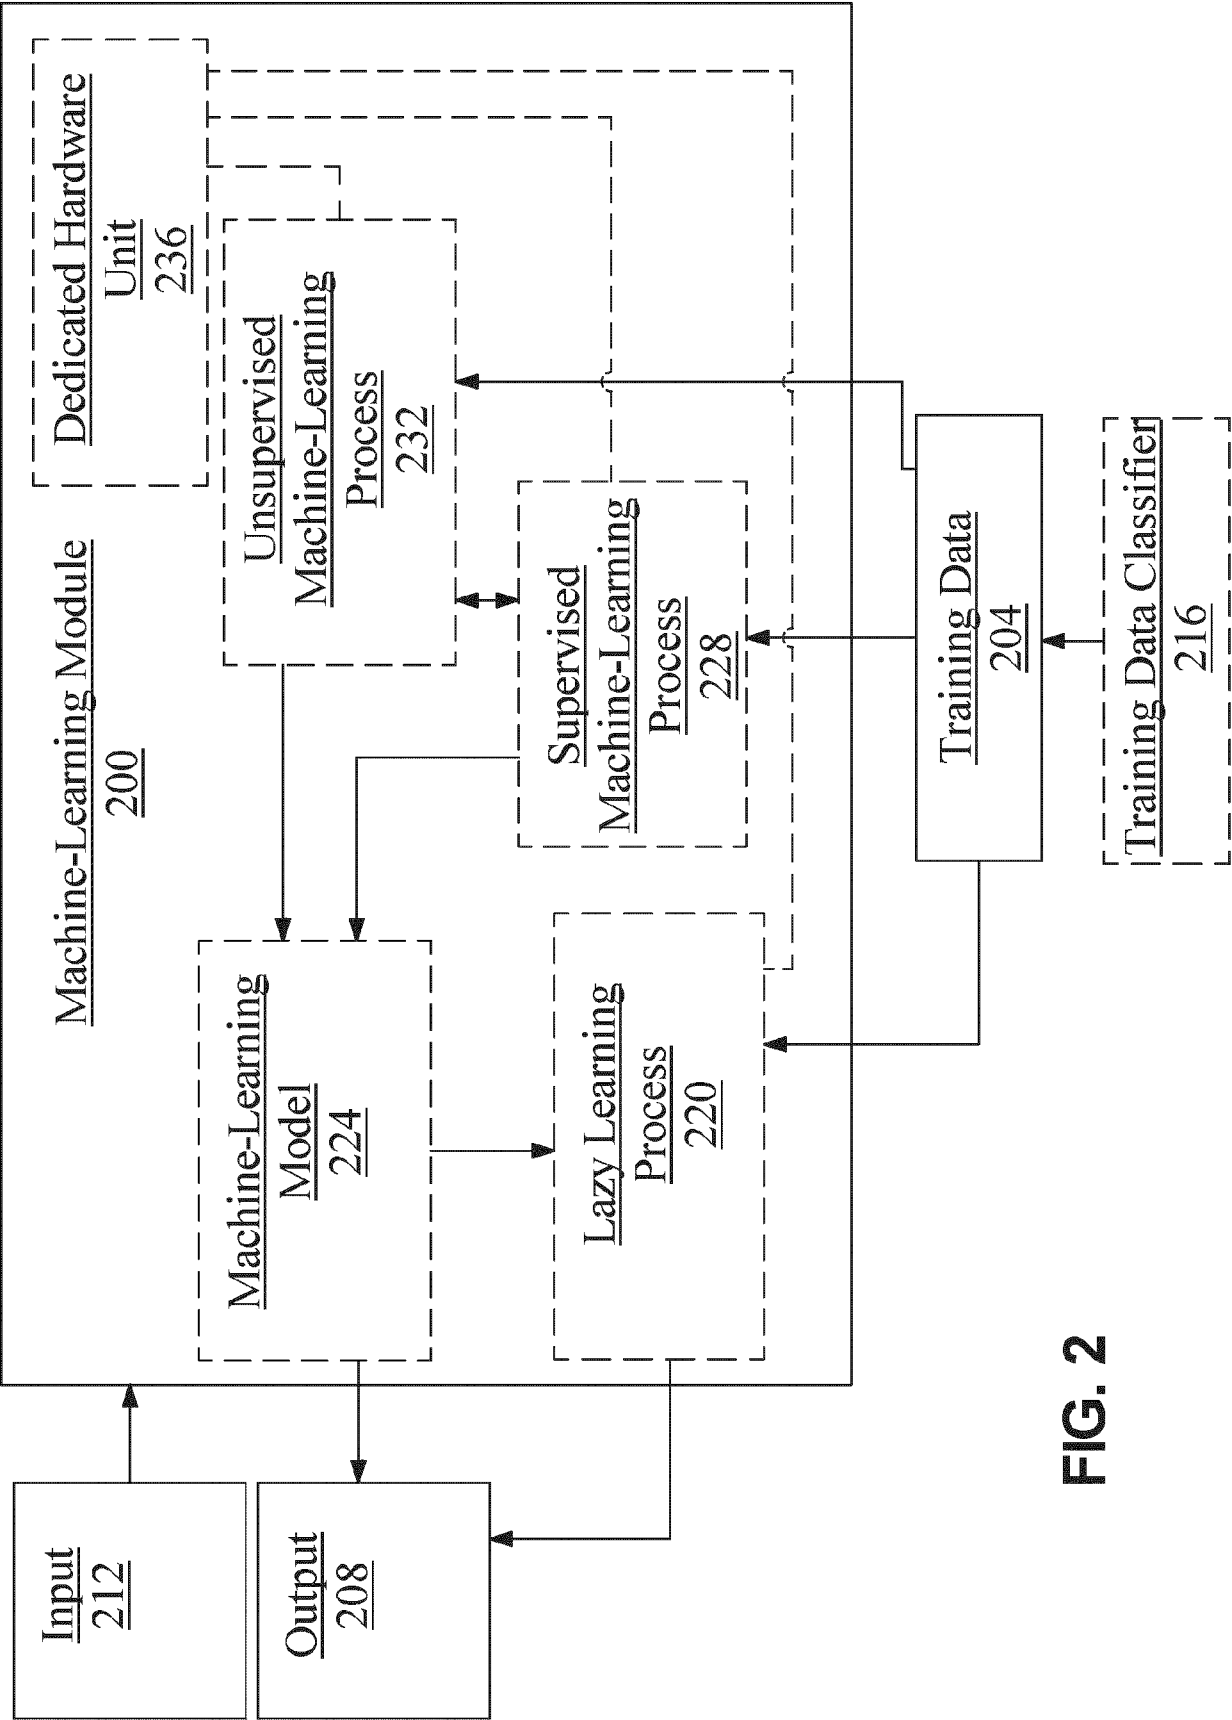 Input
212
Output
208
Machine-Learning Module
200
Dedicated Hardware
Unit
236
Machine-Learning
Model
224
Unsupervised
Machine-Learning
Process
232
Lazy Learning
Process
220
Supervised
Machine-Learning
Process
228
Training Data
204
Training Data Classifier
216
FIG. 2